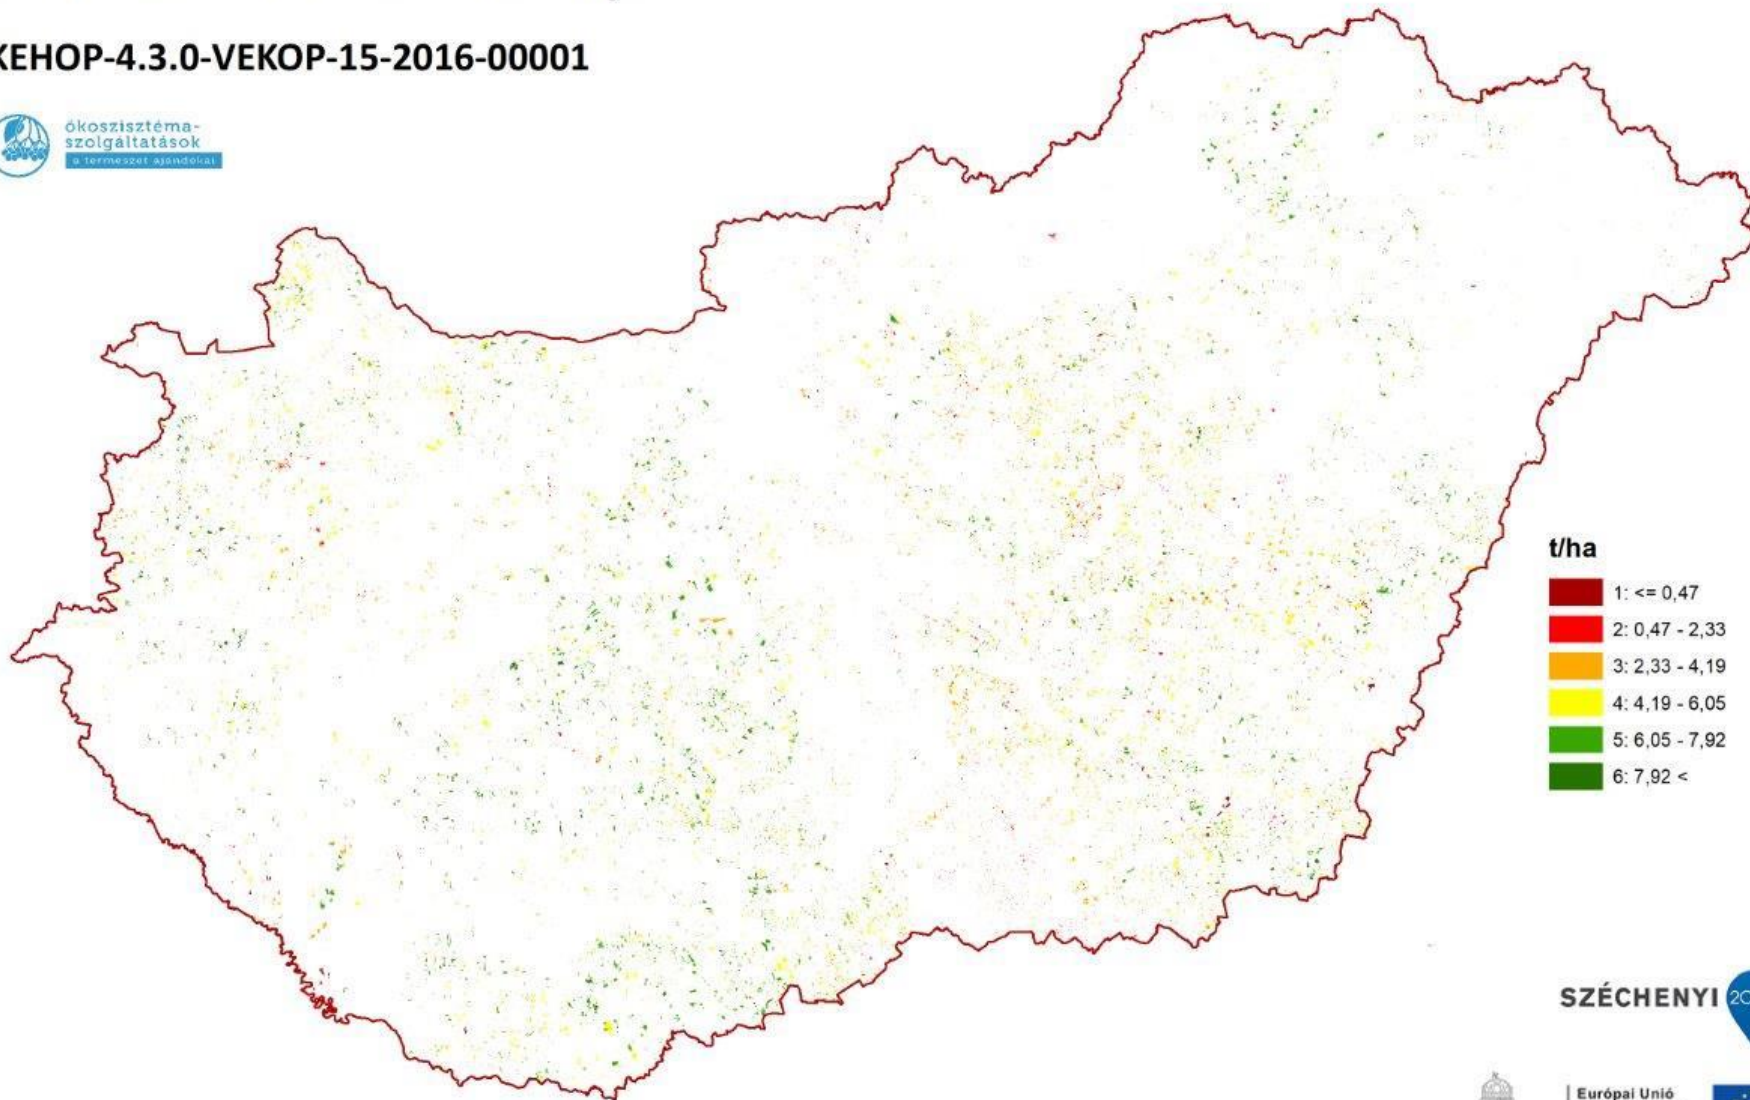 KEHOP-4.3.0-VEKOP-15-2016-00001
ökoszisztéma-
szolgáltatások
a természet ajándékai
t/ha
1: <= 0,47
2: 0,47 - 2,33
3: 2,33 - 4,19
4: 4,19 - 6,05
5: 6,05 - 7,92
6: 7,92 <
SZÉCHENYI 20
Európai Unió